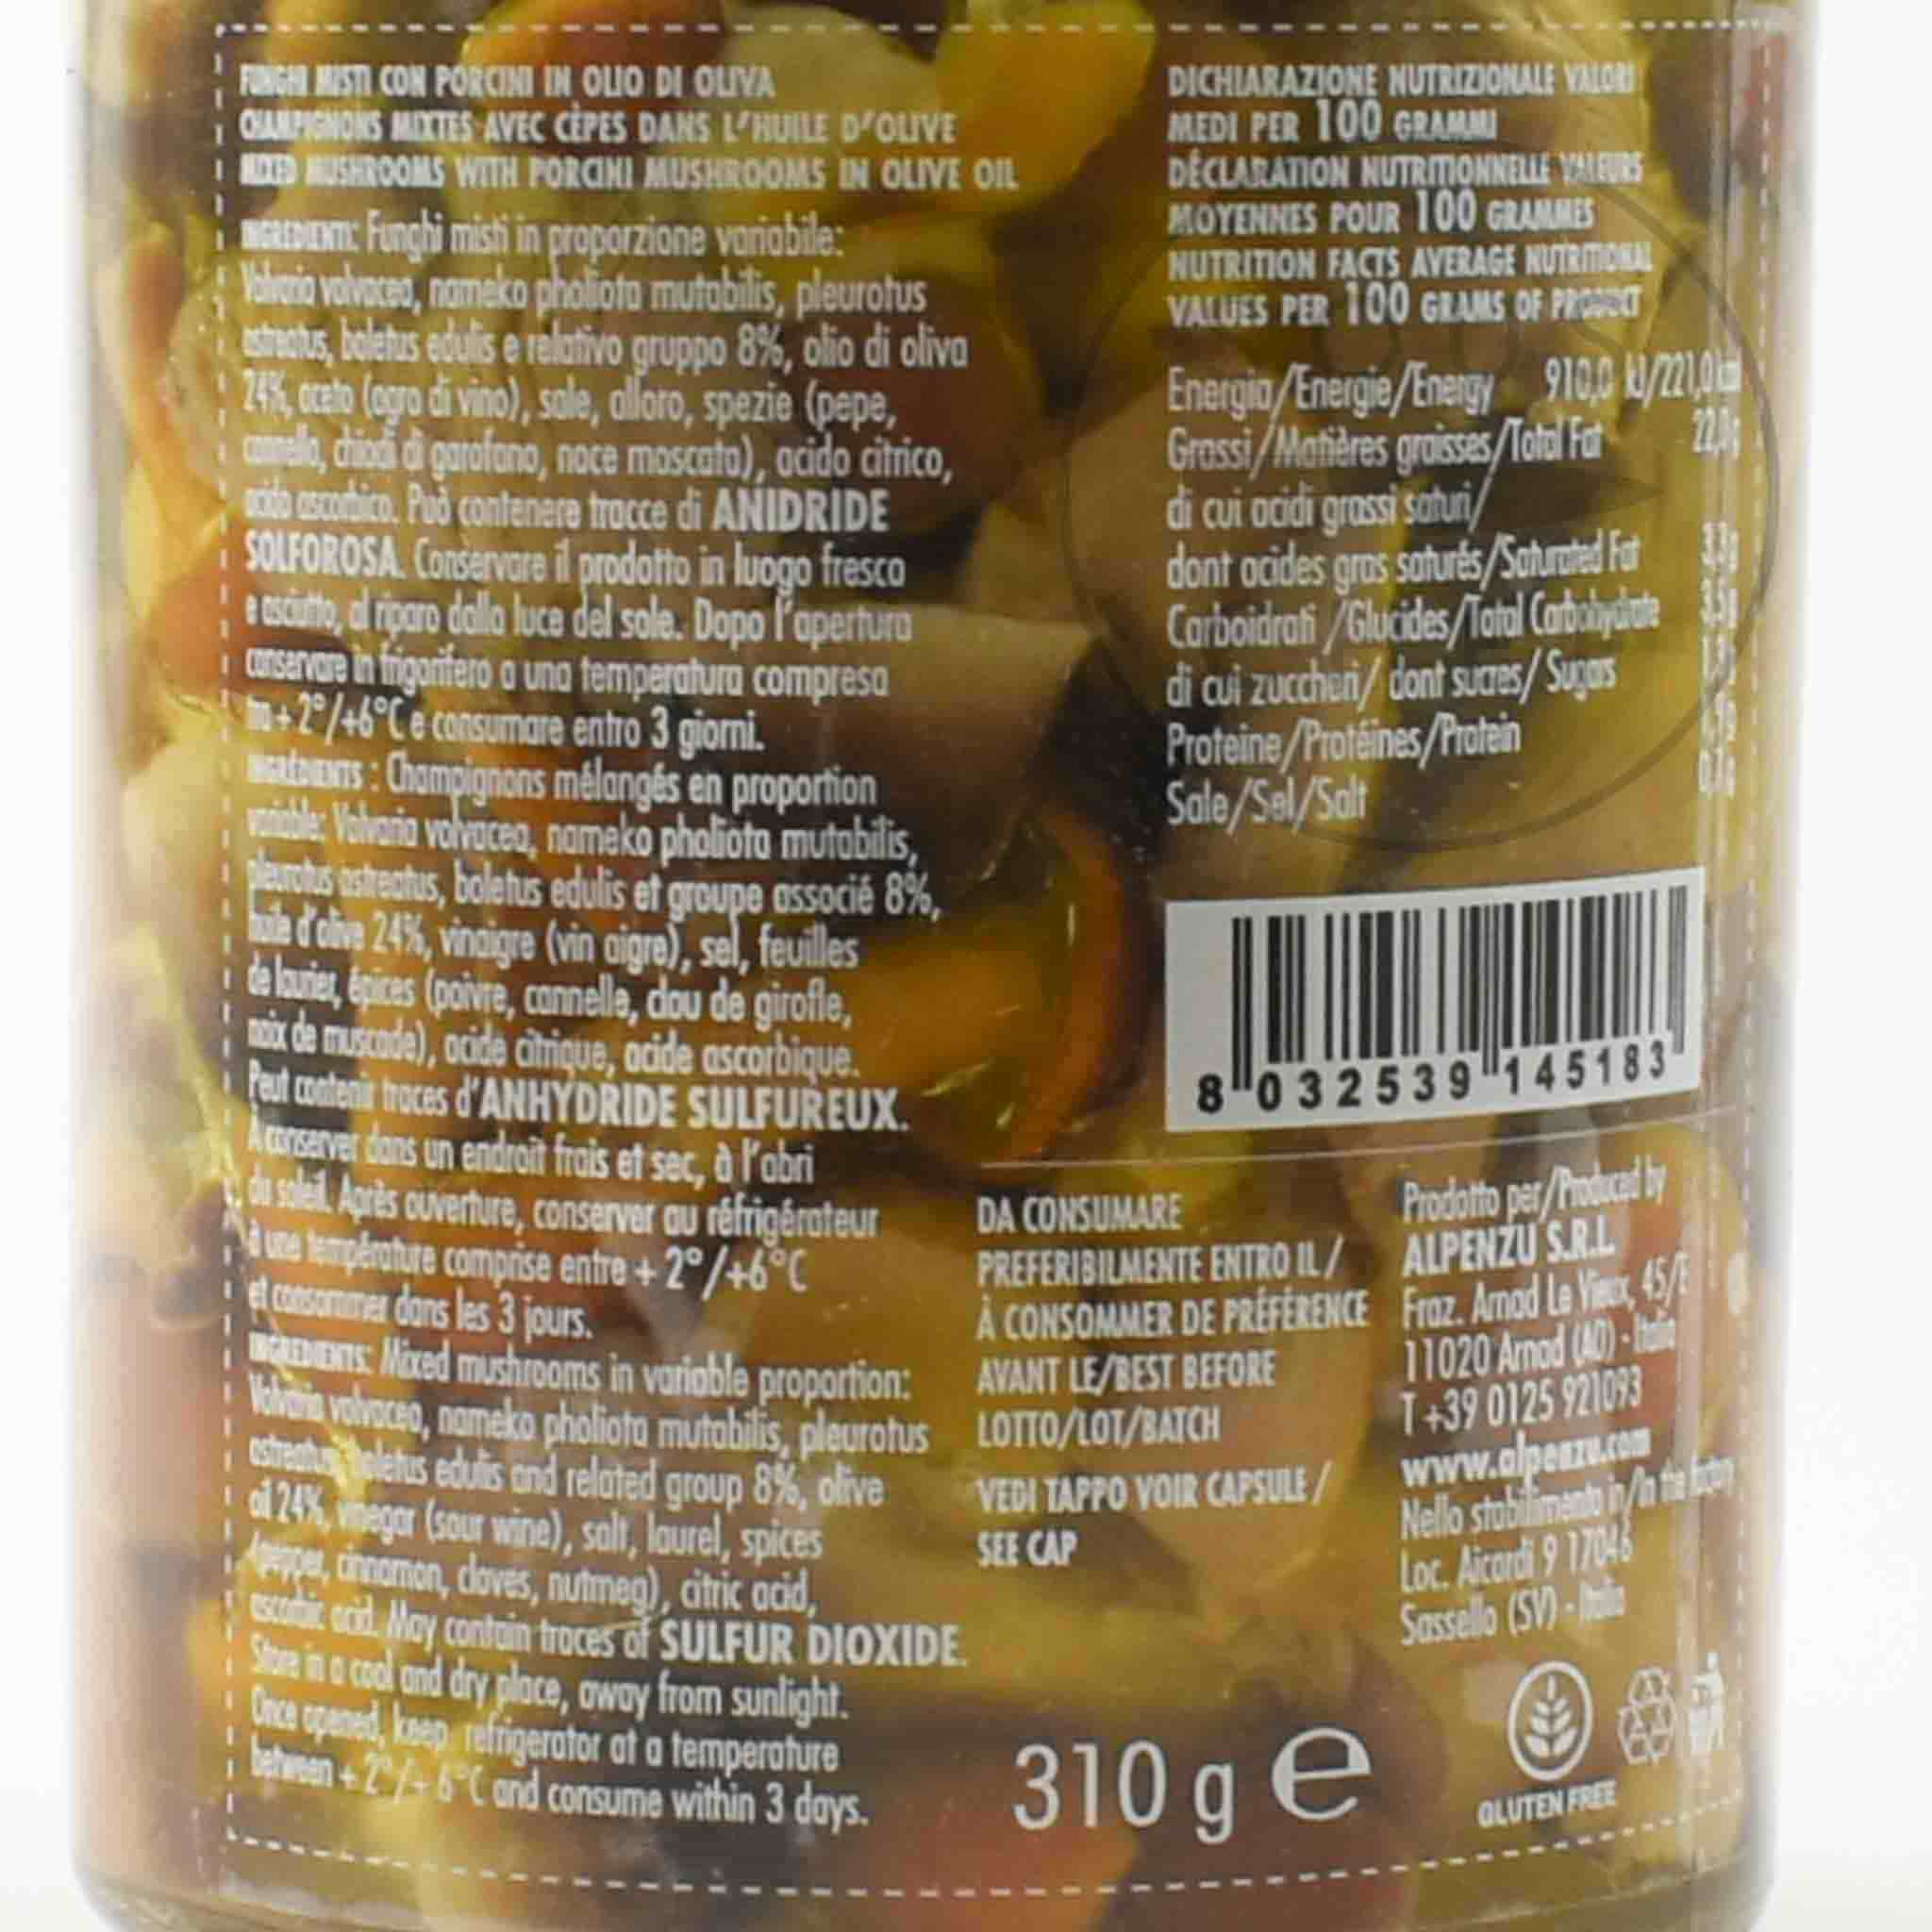 FUNGHI MISTI CON PORCINI IN OLIO DI OLIVA
CHAMPIGNONS MIXTES AVEC CÈPES DANS L'HUILE D'OLIVE
MIXED MUSHROOMS WITH PORCINI MUSHROOMS IN OLIVE OIL
INGREDIENTI: Funghi misti in proporzione variabile:
Volvaria volvacea, nameko pholiota mutabilis, pleurotus
ostreatus, boletus edulis e relativo gruppo 8%, olio di oliva
24%, aceto (agro di vino), sale, alloro, spezie (pepe,
cannella, chiodi di garofano, noce moscata), acido citrico,
acido ascorbico. Può contenere tracce di ANIDRIDE
SOLFOROSA. Conservare il prodotto in luogo fresco
e asciutto, al riparo dalla luce del sole. Dopo l'apertura
conservare in frigorifero a una temperatura compresa
tra + 2°/+6°C e consumare entro 3 giorni.
INGRÉDIENTS : Champignons mélangés en proportion
variable: Volvaria volvacea, nameko pholiota mutabilis,
pleurotus ostreatus, boletus edulis et groupe associé 8%,
huile d'olive 24%, vinaigre (vin aigre), sel, feuilles
de laurier, épices (poivre, cannelle, clou de girofle,
noix de muscade), acide citrique, acide ascorbique.
Peut contenir traces d'ANHYDRIDE SULFUREUX.
À conserver dans un endroit frais et sec, à l'abri
du soleil. Après ouverture, conserver au réfrigérateur
à une température comprise entre + 2°/+6°C
et consommer dans les 3 jours.
INGREDIENTS: Mixed mushrooms in variable proportion:
Volvaria volvacea, nameko pholiota mutabilis, pleurotus
ostreatus, boletus edulis and related group 8%, olive
oil 24%, vinegar (sour wine), salt, laurel, spices
(pepper, cinnamon, cloves, nutmeg), citric acid,
ascorbic acid. May contain traces of SULFUR DIOXIDE.
Store in a cool and dry place, away from sunlight.
Once opened, keep refrigerator at a temperature
between + 2°/+ 6°C and consume within 3 days.
DICHIARAZIONE NUTRIZIONALE VALORI
MEDI PER 100 GRAMMI
DÉCLARATION NUTRITIONNELLE VALEURS
MOYENNES POUR 100 GRAMMES
NUTRITION FACTS AVERAGE NUTRITIONAL
VALUES PER 100 GRAMS OF PRODUCT
Energia/Energie/Energy 910,0 kJ/221,0
Grassi/Matières graisses/Total Fat 22,0g
di cui acidi grassi saturi/
dont acides gras saturés/Saturated Fat
Carboidrati /Glucides/Total Carbohydrate
di cui zuccheri/ dont sucres/ Sugars
Proteine/Protéines/Protein
Sale/Sel/Salt
8 032539 145183
DA CONSUMARE
PREFERIBILMENTE ENTRO IL /
À CONSOMMER DE PRÉFÉRENCE
AVANT LE/BEST BEFORE
LOTTO/LOT/BATCH
VEDI TAPPO VOIR CAPSULE /
SEE CAP
Prodotto per/Produced by
ALPENZU S.R.L.
Fraz. Arnad Le Vieux, 45/E
11020 Arnad (AO) - Italia
T +39 0125 921093
www.alpenzu.com
Nello stabilimento in/In the factory
Loc. Aicardi 9 17046
Sassello (SV) - Italia
310 g e
GLUTEN FREE